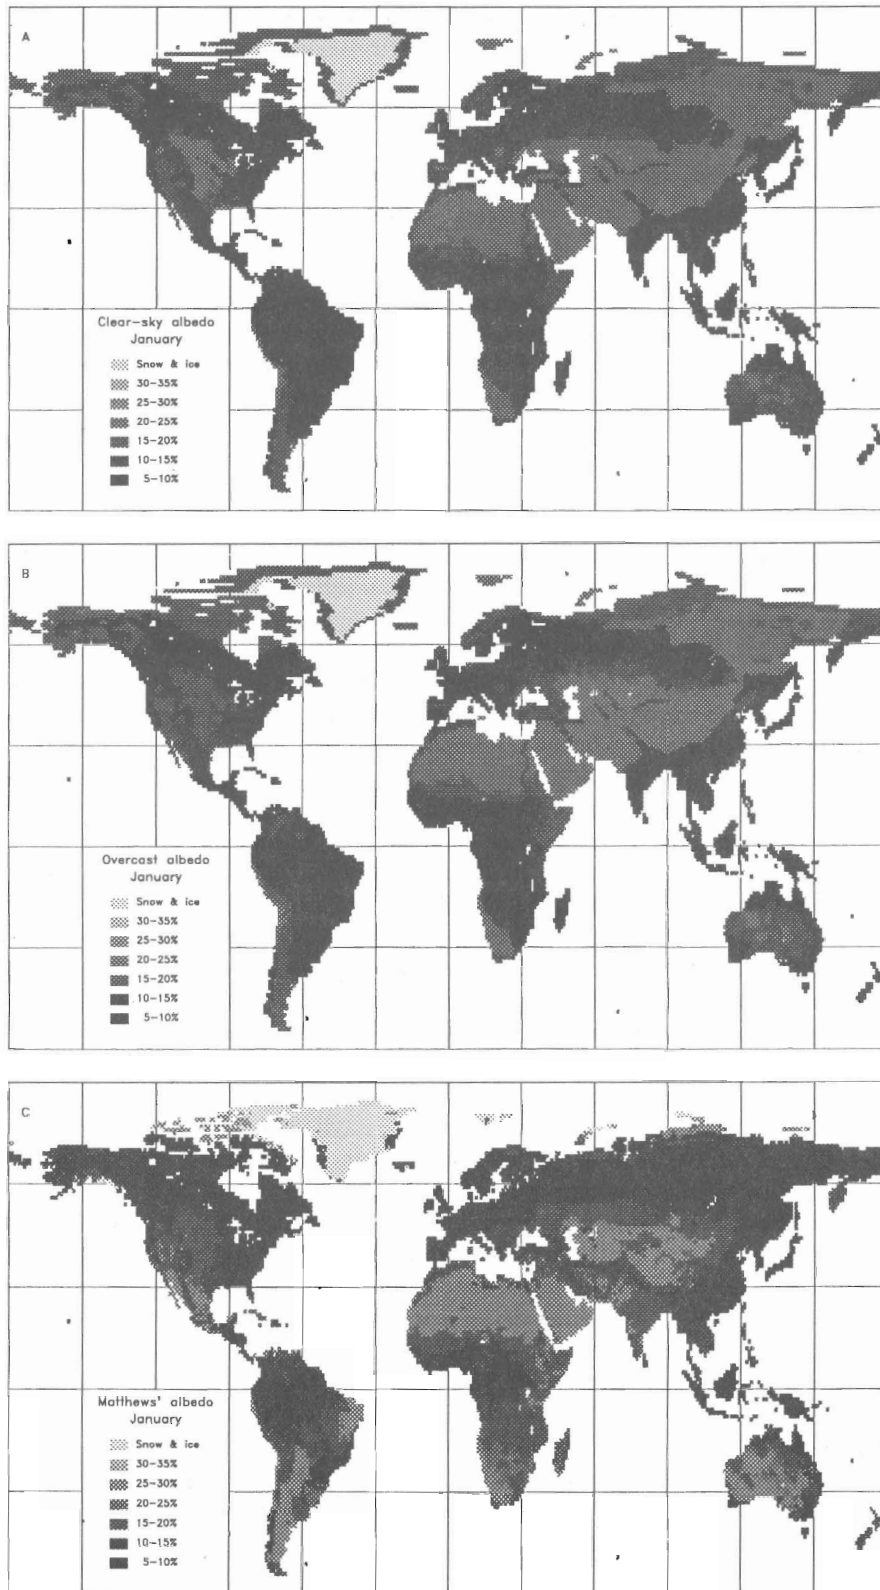 A
Clear-sky albedo
January
Snow & ice
30-35%
25-30%
20-25%
15-20%
10-15%
5-10%
B
Overcast albedo
January
Snow & ice
30-35%
25-30%
20-25%
15-20%
10-15%
5-10%
C
Matthews' albedo
January
Snow & ice
30-35%
25-30%
20-25%
15-20%
10-15%
5-10%